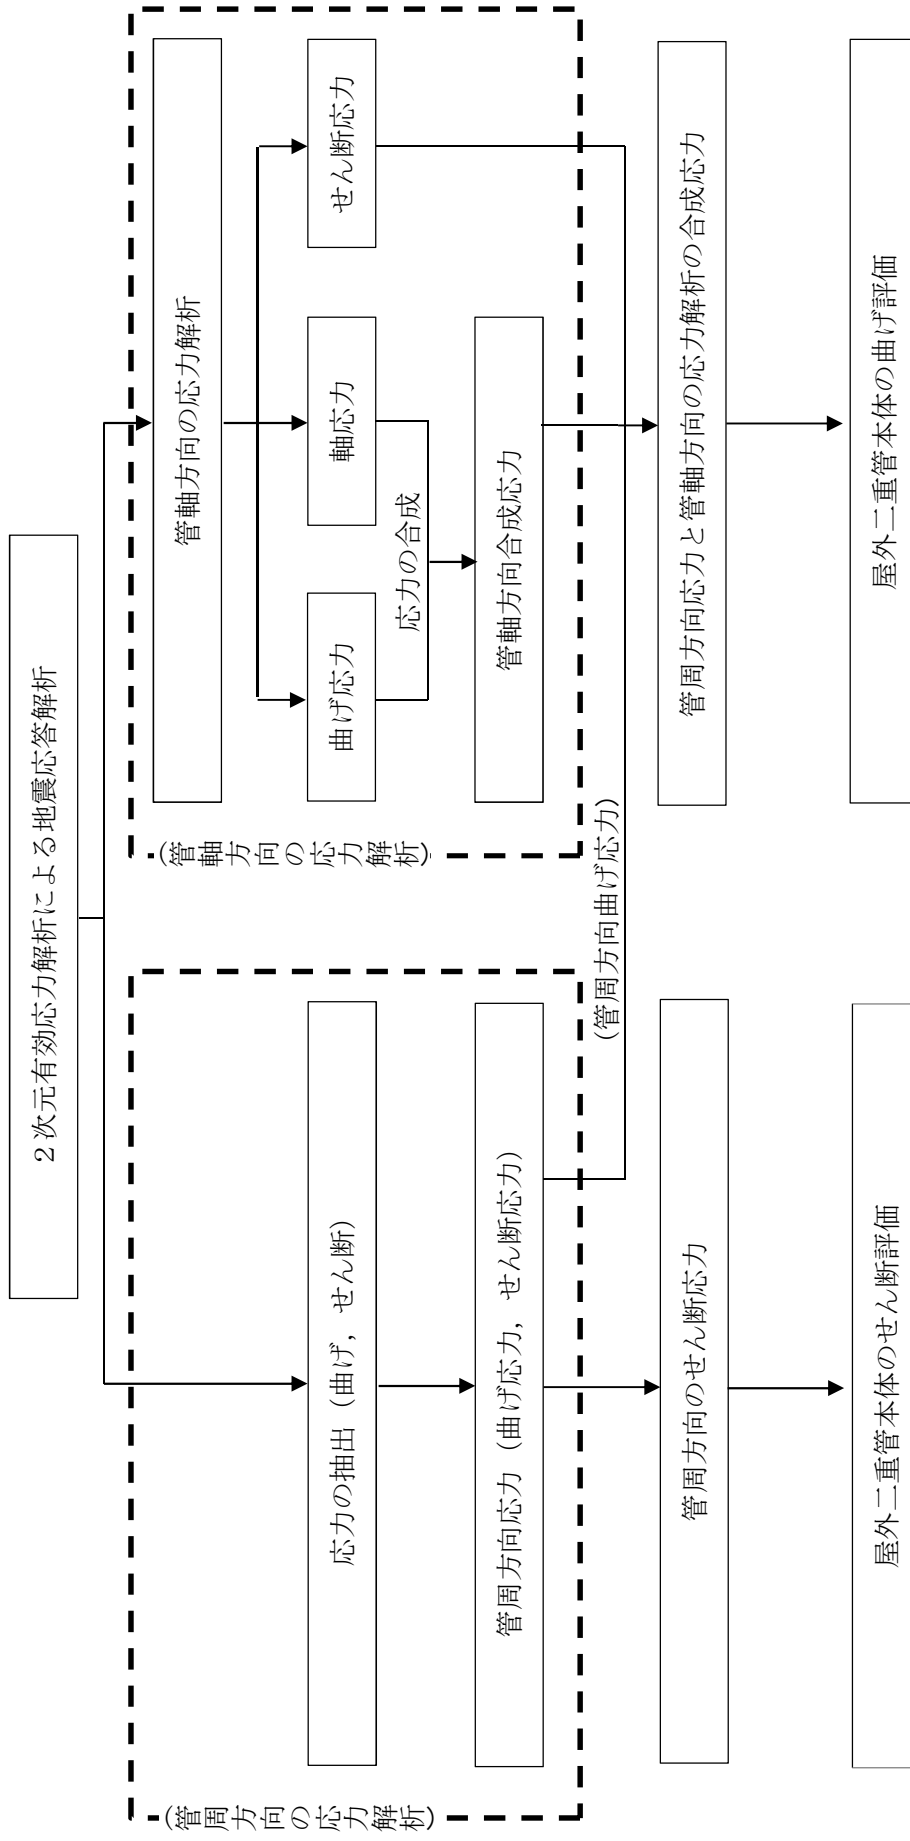 2次元有効応力解析による地震応答解析
(管周方向の応力解析)
応力の抽出(曲げ,せん断)
管周方向応力(曲げ応力,せん断応力)
(管軸方向の応力解析)
管軸方向の応力解析
曲げ応力
軸応力
せん断応力
応力の合成
管軸方向合成応力
(管周方向曲げ応力)
管周方向のせん断応力
管周方向応力と管軸方向の応力解析の合成応力
屋外二重管本体のせん断評価
屋外二重管本体の曲げ評価